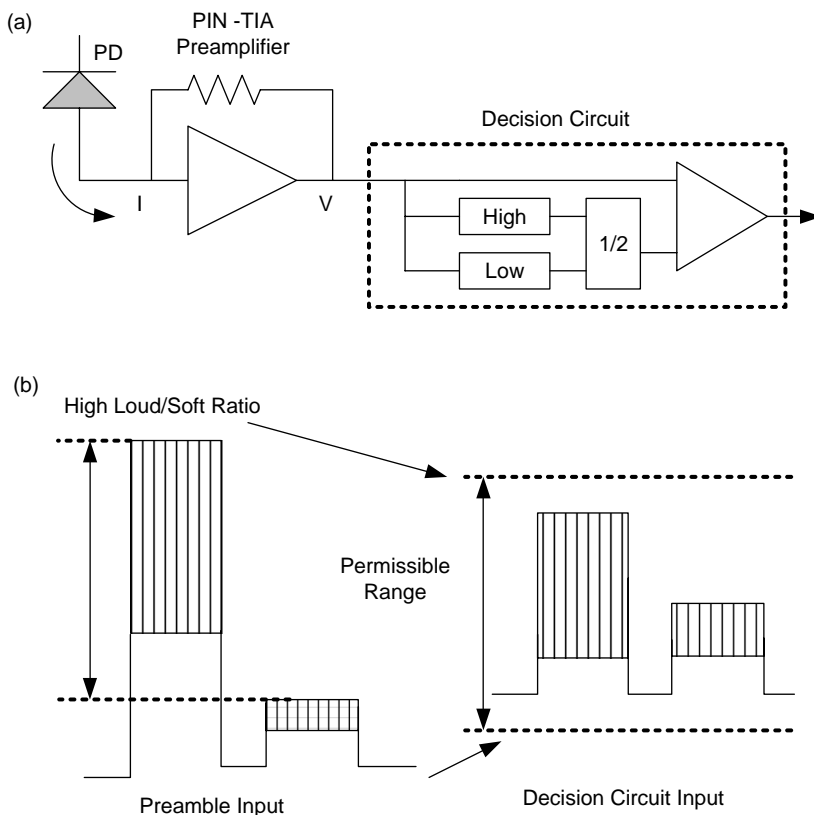 (a)
PIN -TIA
Preamplifier
PD
Decision Circuit
I
V
High
Low
1/2
(b)
High Loud/Soft Ratio
Permissible
Range
Preamble Input
Decision Circuit Input